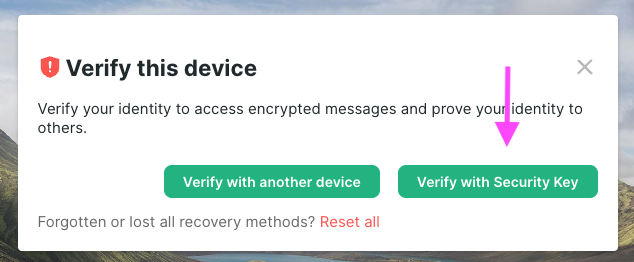 Verify this device
Verify your identity to access encrypted messages and prove your identity to
others.
Verify with another device
Verify with Security Key
Forgotten or lost all recovery methods? Reset all